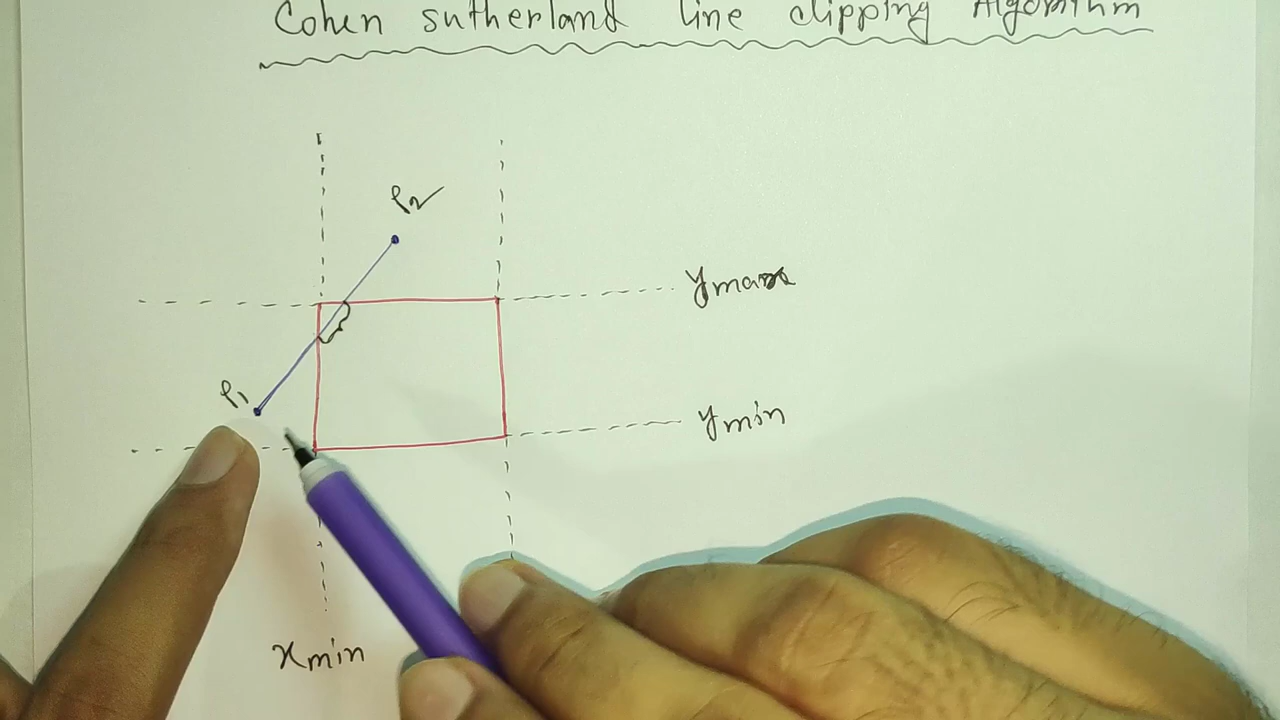 Cohen sutherland line clipping Algorithm
P2
ymax
P1
ymin
xmin